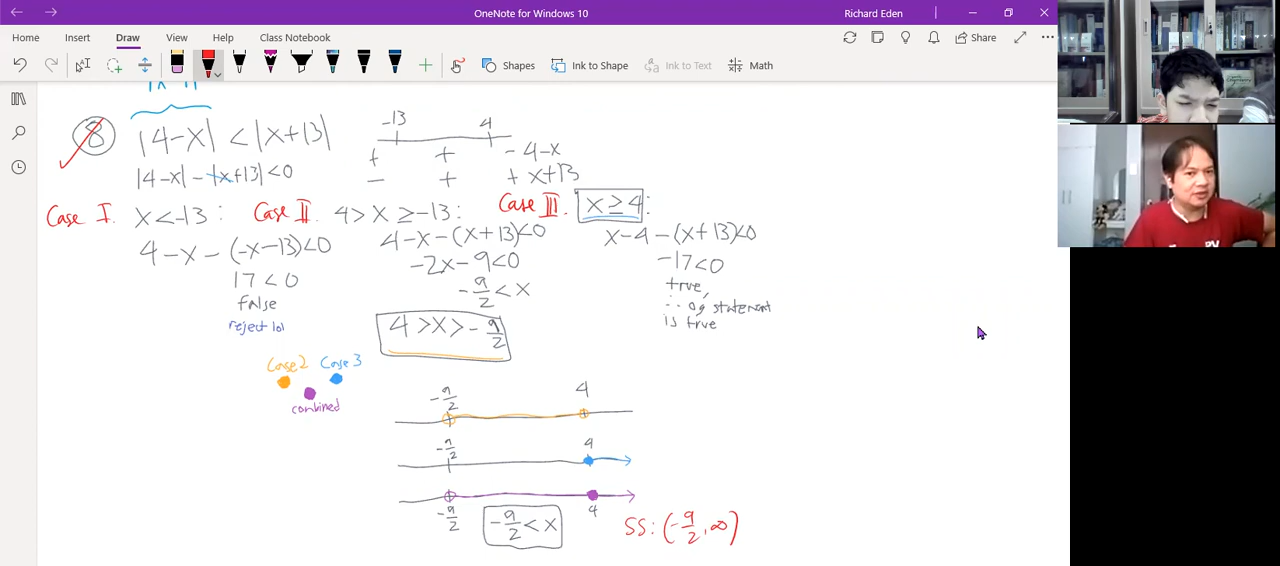 OneNote for Windows 10
Richard Eden
Home Insert Draw View Help Class Notebook
Share
Shapes Ink to Shape Ink to Text Math
8
|4-x| < |x+13|
|4-x| - |x+13| < 0
-13 4
+ + - 4-x
- + + x+13
Case I. x < -13 :
4-x - (-x-13) < 0
17 < 0
false
reject lol
Case II. 4 > x ≥ -13 :
4-x-(x+13) < 0
-2x - 9 < 0
-9/2 < x
4 > x > -9/2
Case III. x ≥ 4 :
x-4-(x+13) < 0
-17 < 0
true,
∴ og statement
is true
Case 2 Case 3
combined
-9/2 4
-9/2 4
-9/2 4
-9/2 < x
SS: (-9/2, ∞)